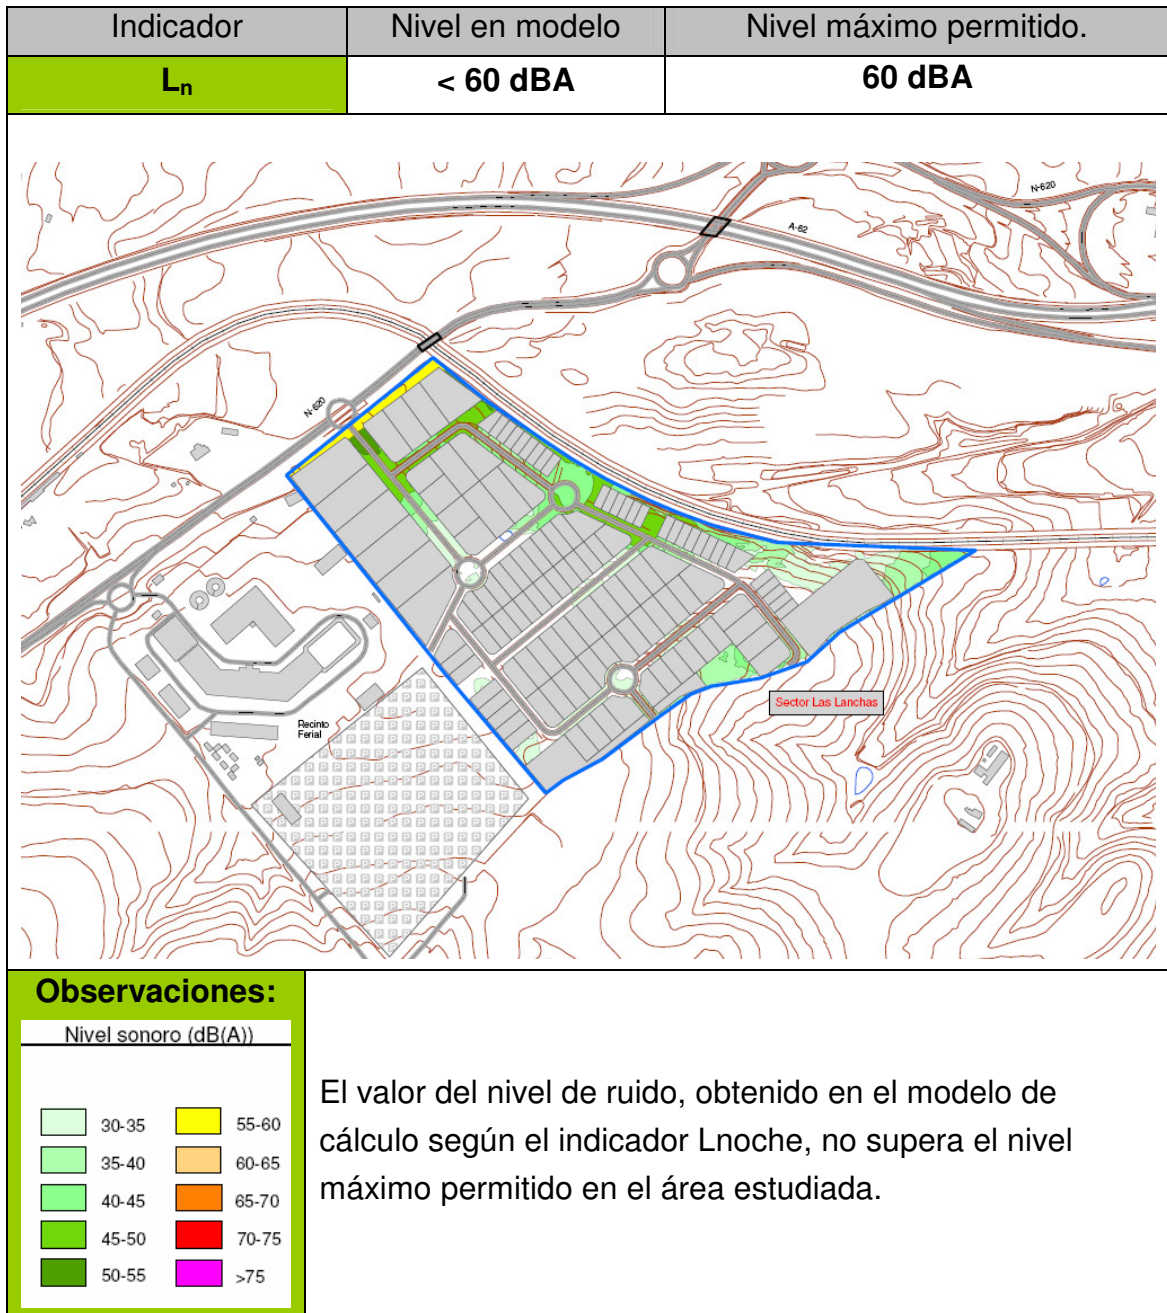 Indicador Nivel en modelo Nivel máximo permitido.
Ln < 60 dBA 60 dBA
N-620
A-62
N-620
Recinto
Ferial
Sector Las Lanchas
Observaciones:
Nivel sonoro (dB(A))
30-35 55-60
35-40 60-65
40-45 65-70
45-50 70-75
50-55 >75
El valor del nivel de ruido, obtenido en el modelo de
cálculo según el indicador Lnoche, no supera el nivel
máximo permitido en el área estudiada.